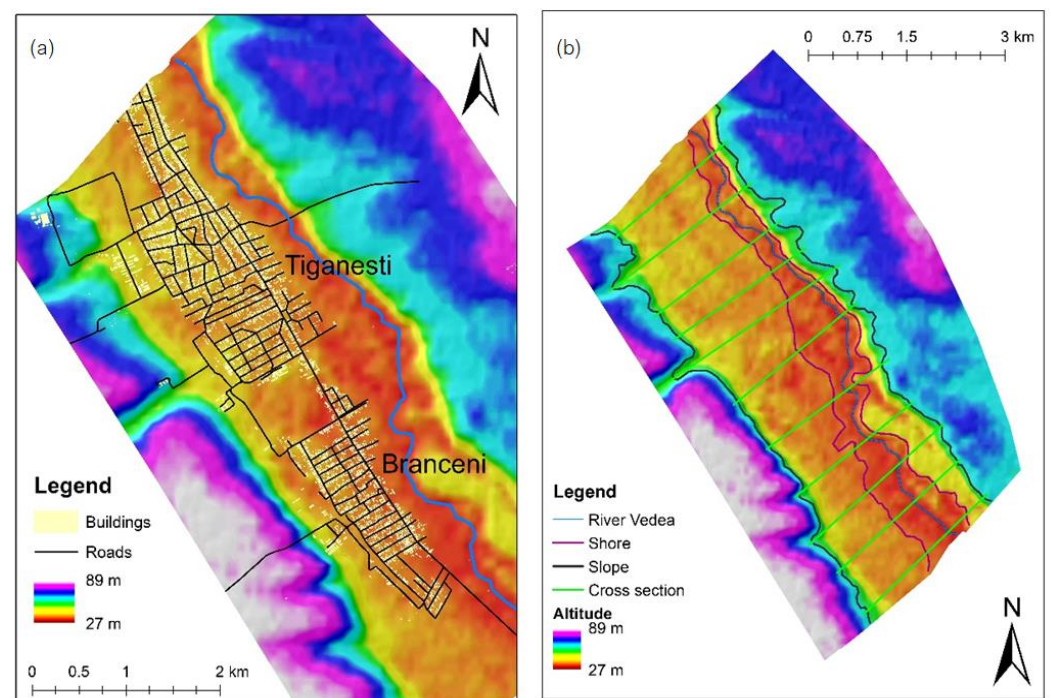 (a)
N
Tiganesti
Branceni
Legend
Buildings
Roads
89 m
27 m
0 0.5 1 2 km
(b)
0 0.75 1.5 3 km
Legend
River Vedea
Shore
Slope
Cross section
Altitude
89 m
27 m
N